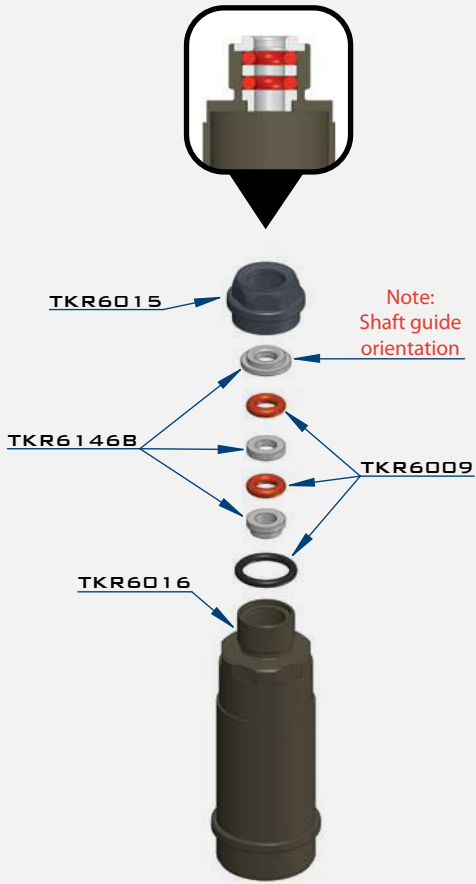 TKR6015
Note:
Shaft guide
orientation
TKR6146B
TKR6009
TKR6016